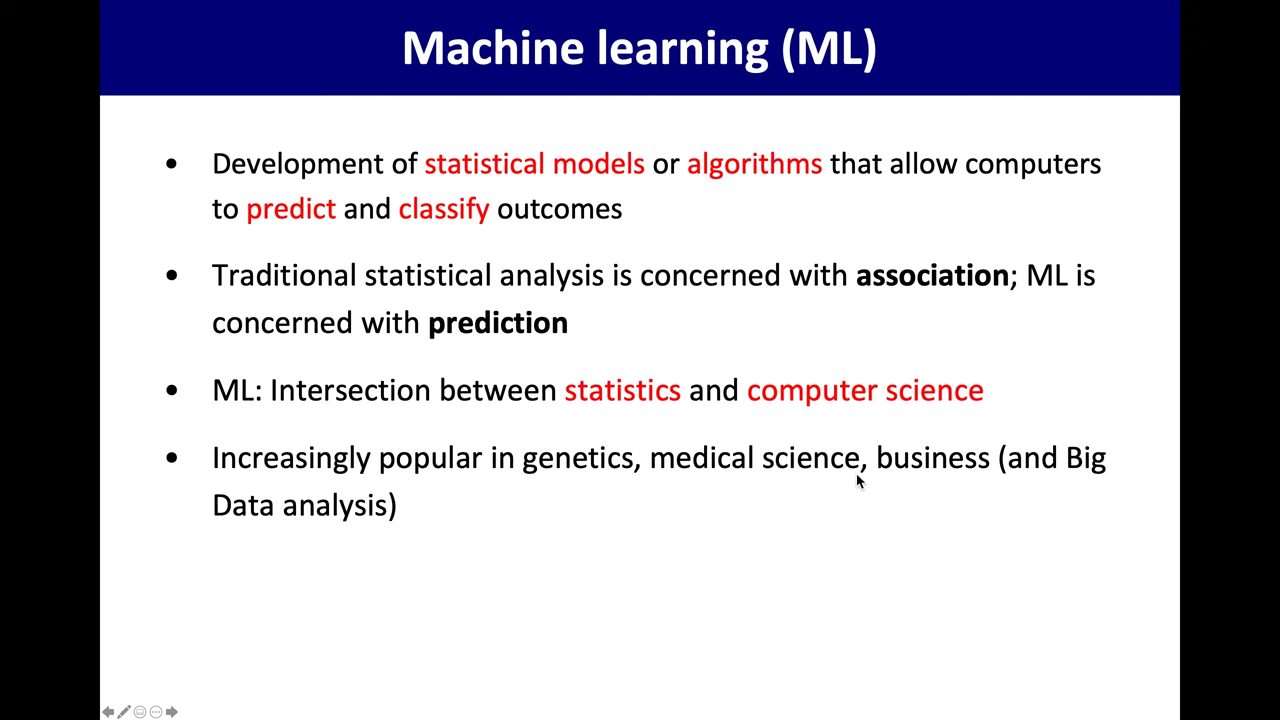 Machine learning (ML)
• Development of statistical models or algorithms that allow computers
to predict and classify outcomes
• Traditional statistical analysis is concerned with association; ML is
concerned with prediction
• ML: Intersection between statistics and computer science
• Increasingly popular in genetics, medical science, business (and Big
Data analysis)